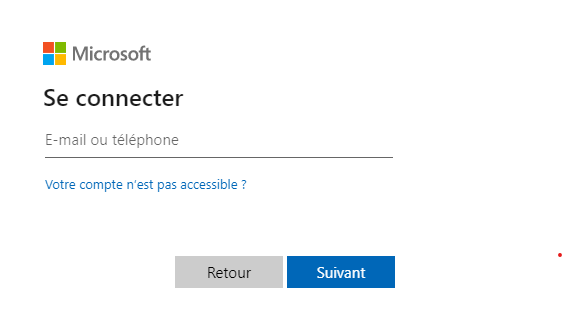 Microsoft
Se connecter
E-mail ou téléphone
Votre compte n'est pas accessible ?
Retour
Suivant